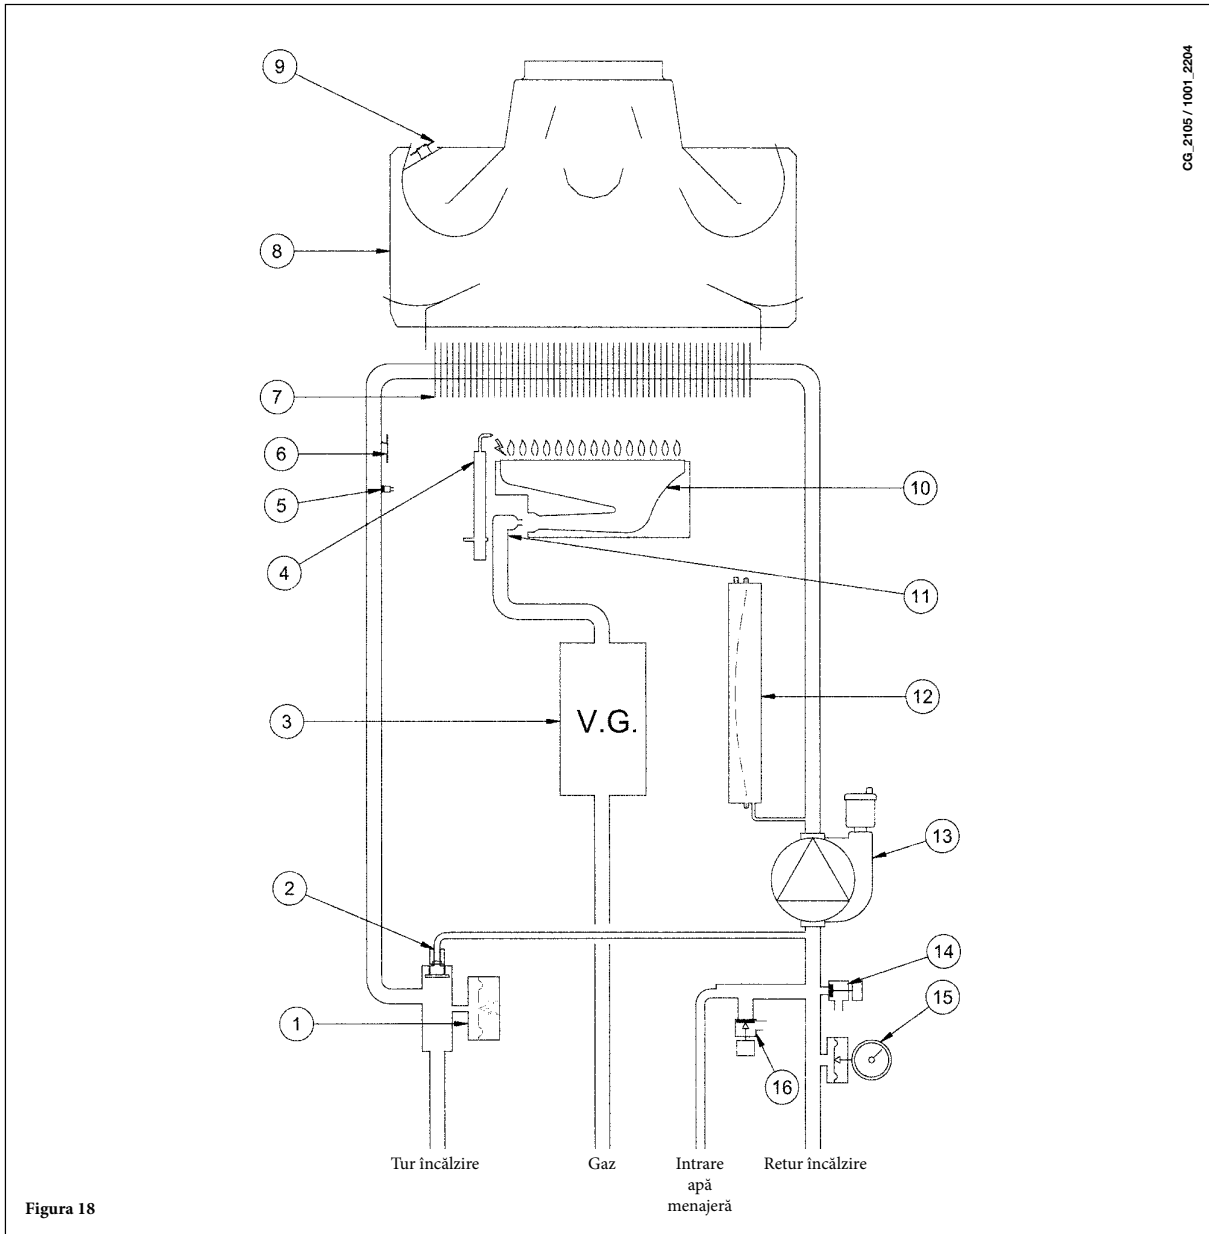 CG_2105 / 1001_2204
9
8
7
6
5
4
10
11
3
V.G.
12
13
2
14
15
1
16
Tur încălzire
Gaz
Intrare
apă
menajeră
Retur încălzire
Figura 18